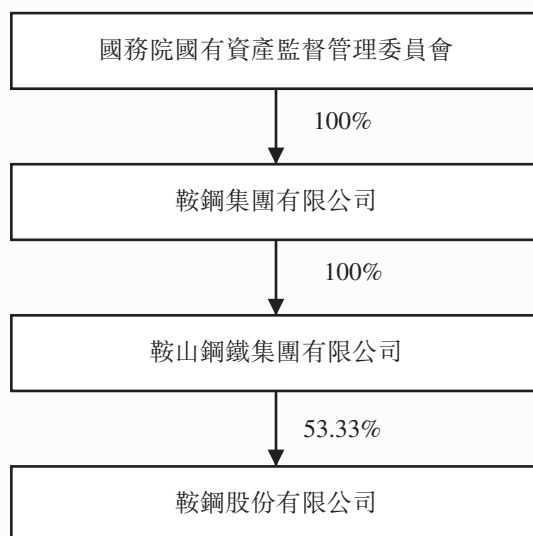 國務院國有資產監督管理委員會
100%
鞍鋼集團有限公司
100%
鞍山鋼鐵集團有限公司
53.33%
鞍鋼股份有限公司